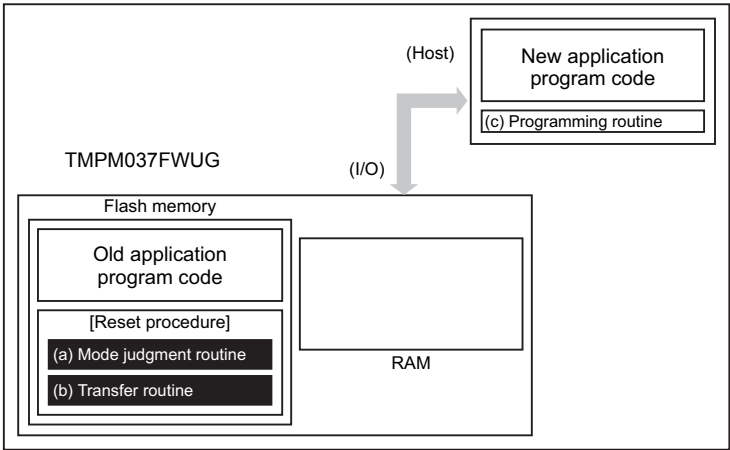 (Host)
New application
program code
(c) Programming routine
TMPM037FWUG
(I/O)
Flash memory
Old application
program code
[Reset procedure]
(a) Mode judgment routine
(b) Transfer routine
RAM